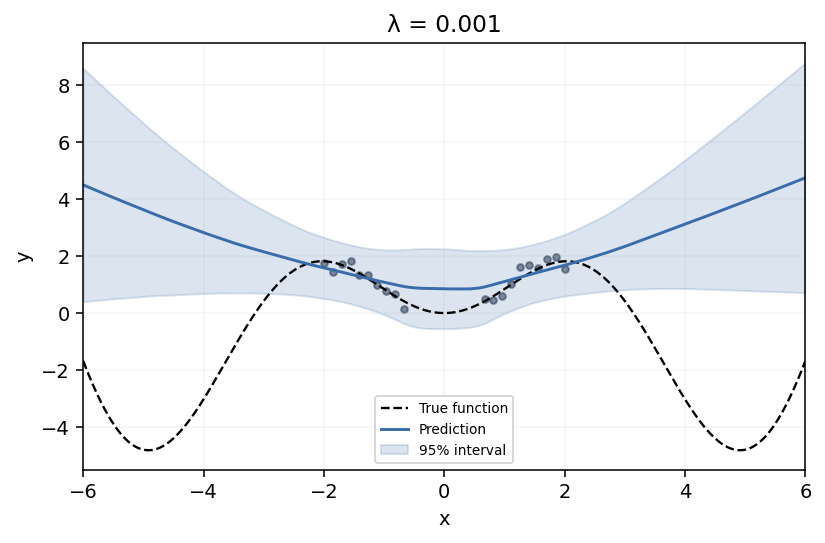 λ = 0.001
y
8
6
4
2
0
−2
−4
True function
Prediction
95% interval
−6 −4 −2 0 2 4 6
x